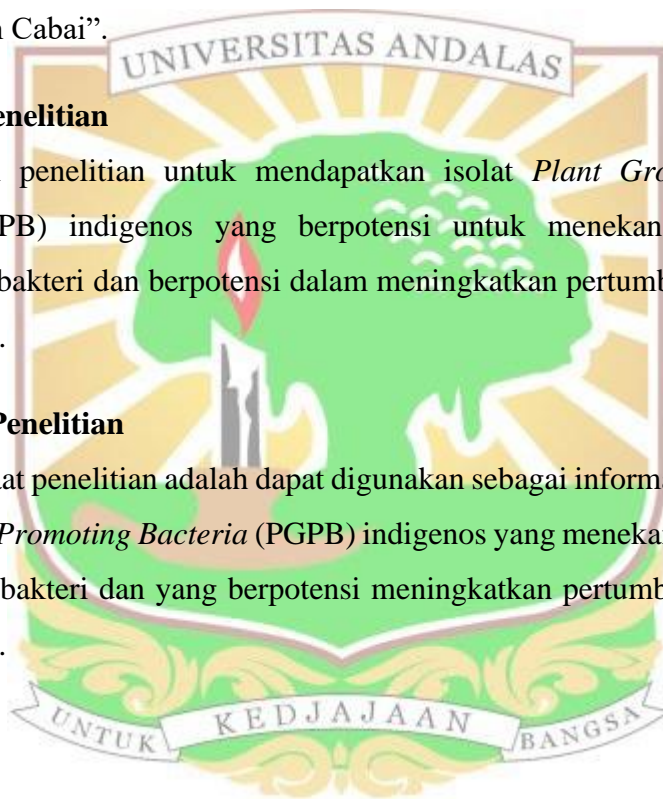 n Cabai”.
UNIVERSITAS ANDALAS
enelitian
penelitian untuk mendapatkan isolat Plant Gro
PB) indigenos yang berpotensi untuk menekan
bakteri dan berpotensi dalam meningkatkan pertumb
.
Penelitian
at penelitian adalah dapat digunakan sebagai informa
Promoting Bacteria (PGPB) indigenos yang menekan
bakteri dan yang berpotensi meningkatkan pertumb
.
UNTUK KEDJAJAAN BANGSA